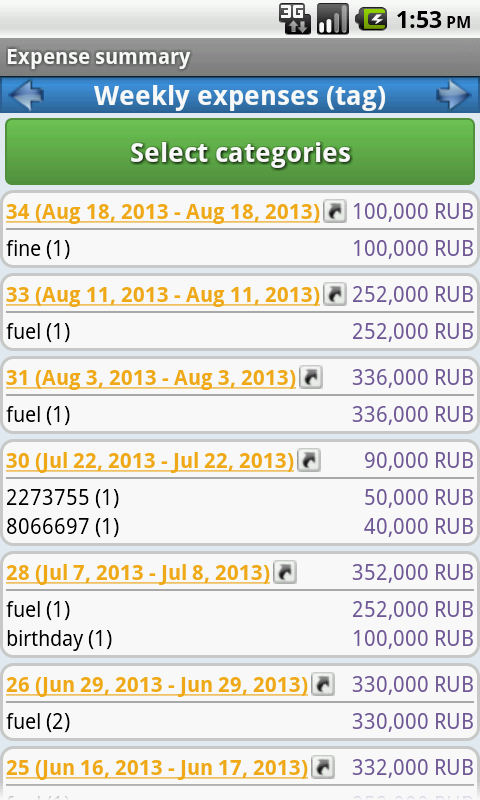 3G 1:53 PM
Expense summary
Weekly expenses (tag)
Select categories
34 (Aug 18, 2013 - Aug 18, 2013) 100,000 RUB
fine (1) 100,000 RUB
33 (Aug 11, 2013 - Aug 11, 2013) 252,000 RUB
fuel (1) 252,000 RUB
31 (Aug 3, 2013 - Aug 3, 2013) 336,000 RUB
fuel (1) 336,000 RUB
30 (Jul 22, 2013 - Jul 22, 2013) 90,000 RUB
2273755 (1) 50,000 RUB
8066697 (1) 40,000 RUB
28 (Jul 7, 2013 - Jul 8, 2013) 352,000 RUB
fuel (1) 252,000 RUB
birthday (1) 100,000 RUB
26 (Jun 29, 2013 - Jun 29, 2013) 330,000 RUB
fuel (2) 330,000 RUB
25 (Jun 16, 2013 - Jun 17, 2013) 332,000 RUB